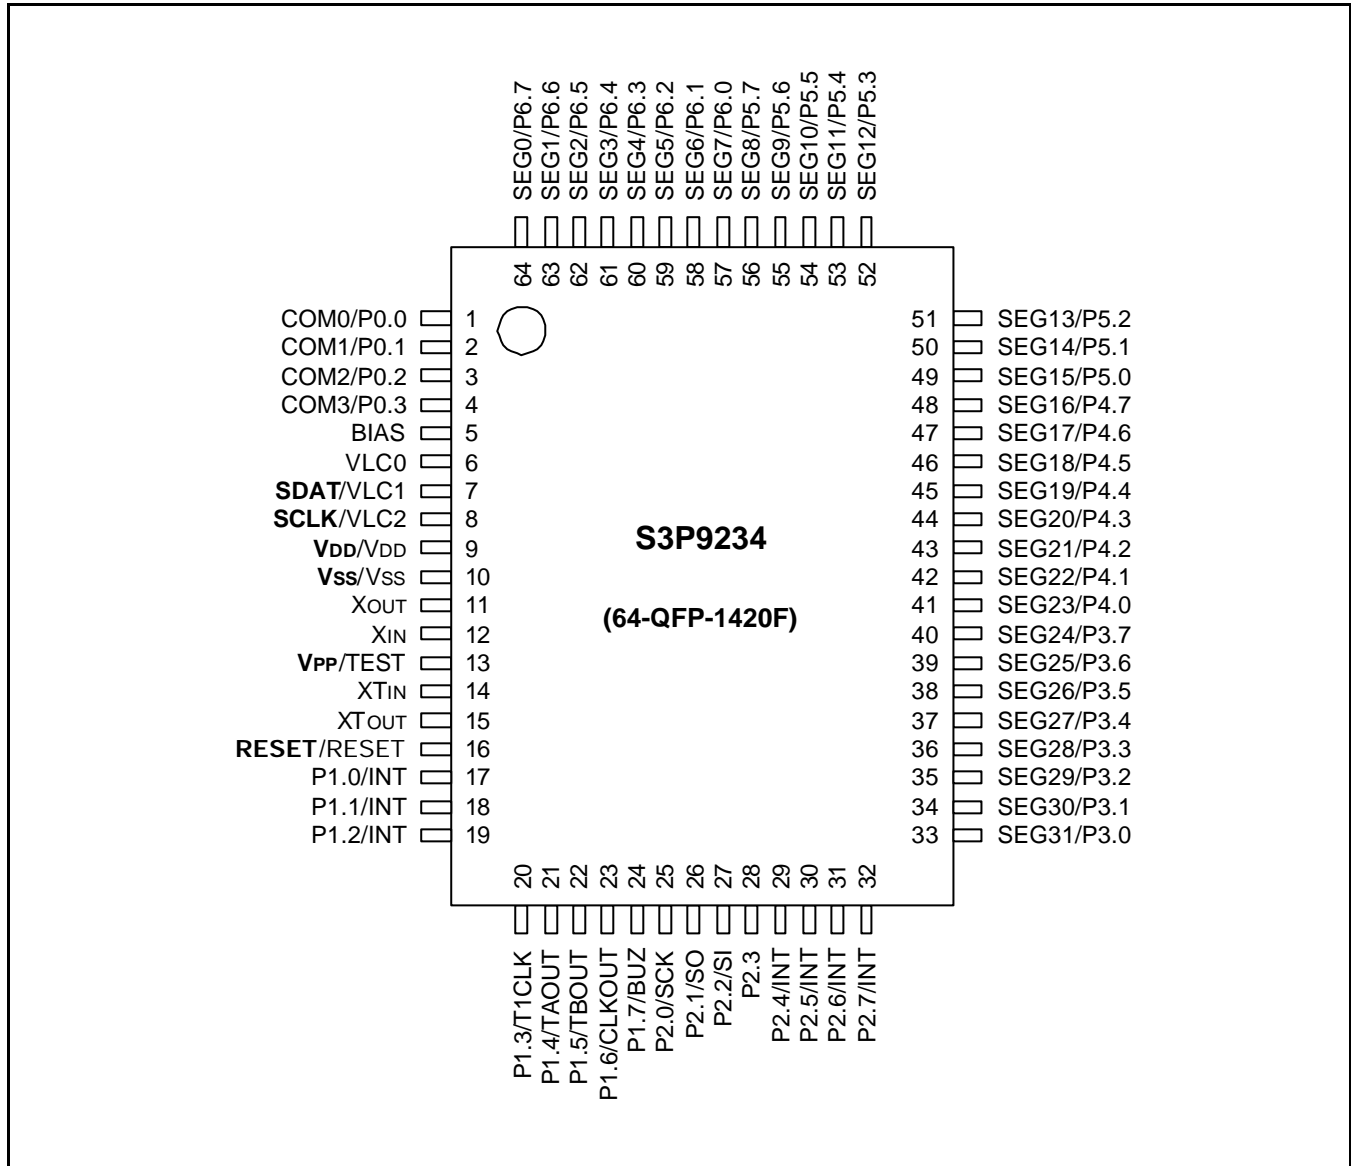 SEG0/P6.7
SEG1/P6.6
SEG2/P6.5
SEG3/P6.4
SEG4/P6.3
SEG5/P6.2
SEG6/P6.1
SEG7/P6.0
SEG8/P5.7
SEG9/P5.6
SEG10/P5.5
SEG11/P5.4
SEG12/P5.3
64
63
62
61
60
59
58
57
56
55
54
53
52
COM0/P0.0 1
COM1/P0.1 2
COM2/P0.2 3
COM3/P0.3 4
BIAS 5
VLC0 6
SDAT/VLC1 7
SCLK/VLC2 8
VDD/VDD 9
VSS/VSS 10
XOUT 11
XIN 12
VPP/TEST 13
XTIN 14
XTOUT 15
RESET/RESET 16
P1.0/INT 17
P1.1/INT 18
P1.2/INT 19
S3P9234
(64-QFP-1420F)
51 SEG13/P5.2
50 SEG14/P5.1
49 SEG15/P5.0
48 SEG16/P4.7
47 SEG17/P4.6
46 SEG18/P4.5
45 SEG19/P4.4
44 SEG20/P4.3
43 SEG21/P4.2
42 SEG22/P4.1
41 SEG23/P4.0
40 SEG24/P3.7
39 SEG25/P3.6
38 SEG26/P3.5
37 SEG27/P3.4
36 SEG28/P3.3
35 SEG29/P3.2
34 SEG30/P3.1
33 SEG31/P3.0
20
21
22
23
24
25
26
27
28
29
30
31
32
P1.3/T1CLK
P1.4/TAOUT
P1.5/TBOUT
P1.6/CLKOUT
P1.7/BUZ
P2.0/SCK
P2.1/SO
P2.2/SI
P2.3
P2.4/INT
P2.5/INT
P2.6/INT
P2.7/INT